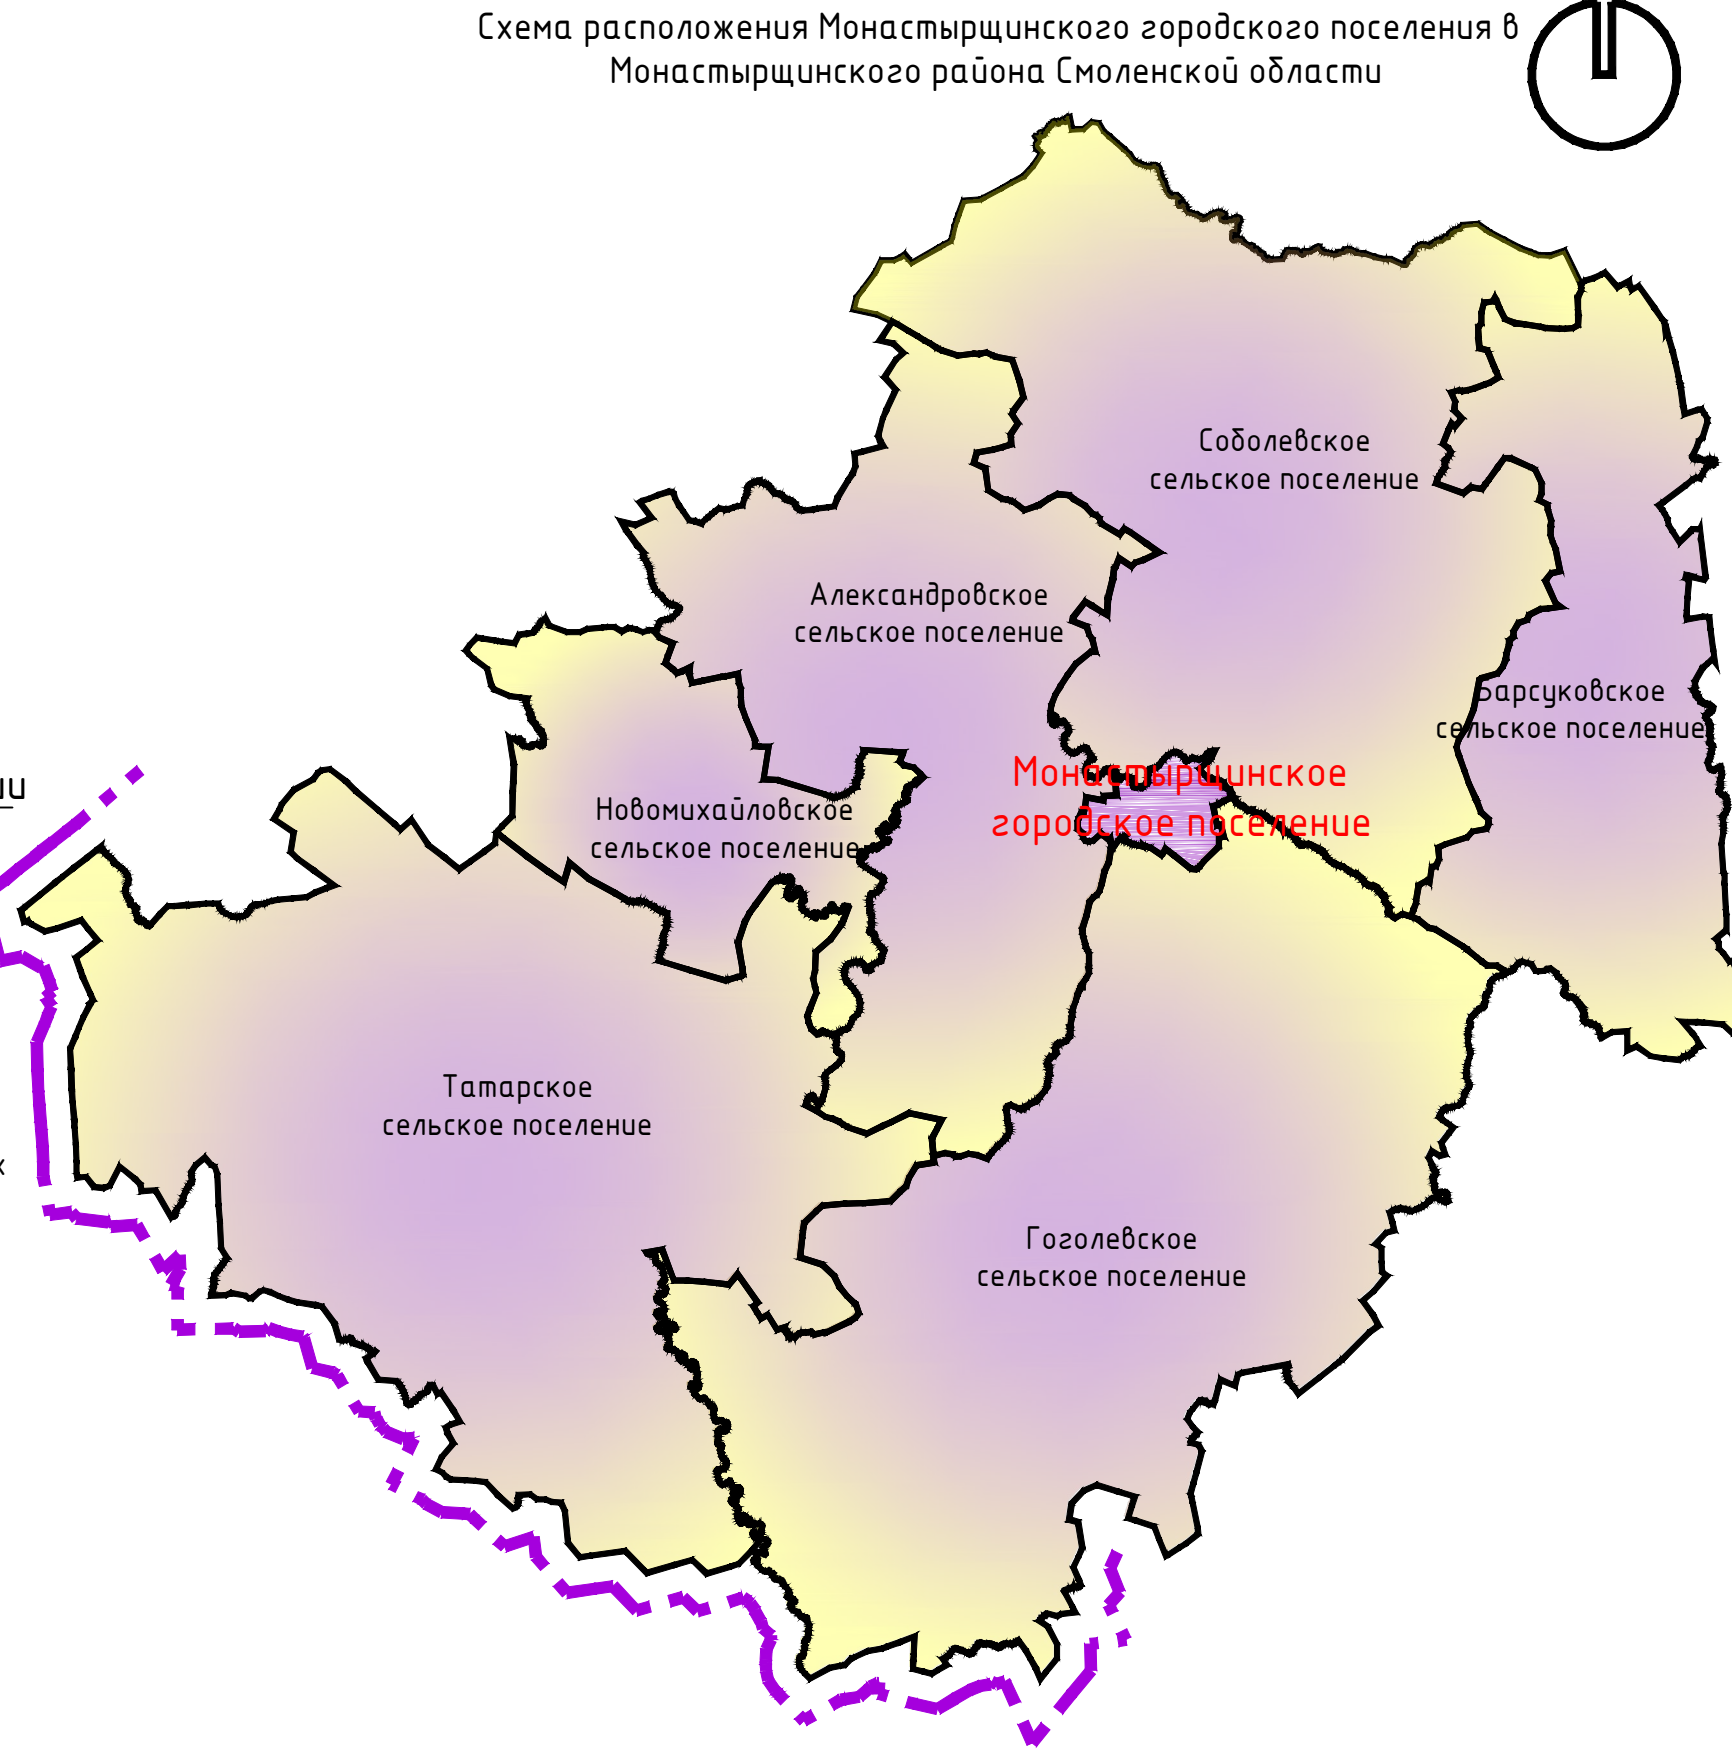 Схема расположения Монастырщинского городского поселения в
Монастырщинского района Смоленской области
Соболевское
сельское поселение
Александровское
сельское поселение
Барсуковское
сельское поселение
Монастырщинское
городское поселение
Новомихайловское
сельское поселение
Татарское
сельское поселение
Гоголевское
сельское поселение